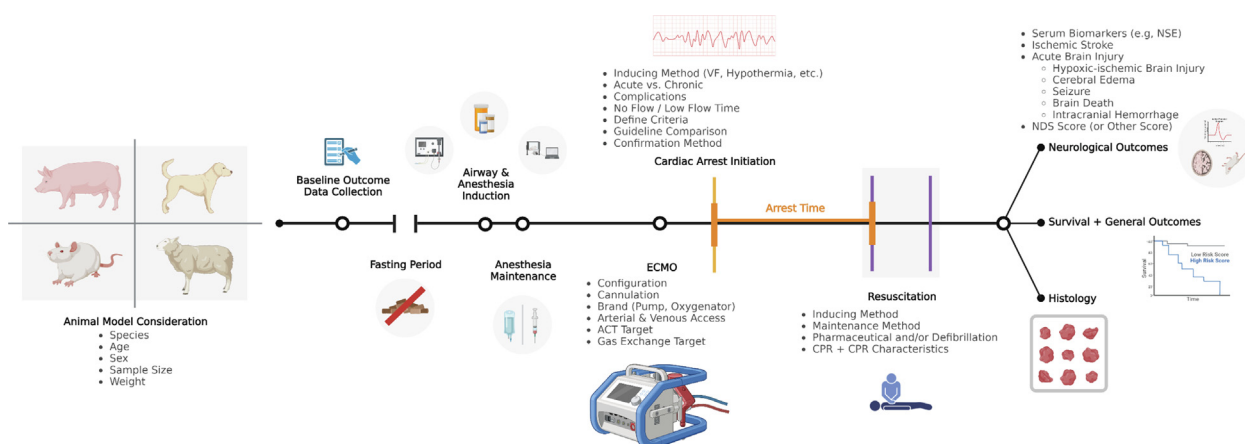 Animal Model Consideration
• Species
• Age
• Sex
• Sample Size
• Weight
Baseline Outcome
Data Collection
Fasting Period
Airway &
Anesthesia
Induction
Anesthesia
Maintenance
ECMO
• Configuration
• Cannulation
• Brand (Pump, Oxygenator)
• Arterial & Venous Access
• ACT Target
• Gas Exchange Target
• Inducing Method (VF, Hypothermia, etc.)
• Acute vs. Chronic
• Complications
• No Flow / Low Flow Time
• Define Criteria
• Guideline Comparison
• Confirmation Method
Cardiac Arrest Initiation
Arrest Time
Resuscitation
• Inducing Method
• Maintenance Method
• Pharmaceutical and/or Defibrillation
• CPR + CPR Characteristics
• Serum Biomarkers (e.g, NSE)
• Ischemic Stroke
• Acute Brain Injury
○ Hypoxic-ischemic Brain Injury
○ Cerebral Edema
○ Seizure
○ Brain Death
○ Intracranial Hemorrhage
• NDS Score (or Other Score)
Neurological Outcomes
Survival + General Outcomes
Survival
Low Risk Score
High Risk Score
Time
Histology